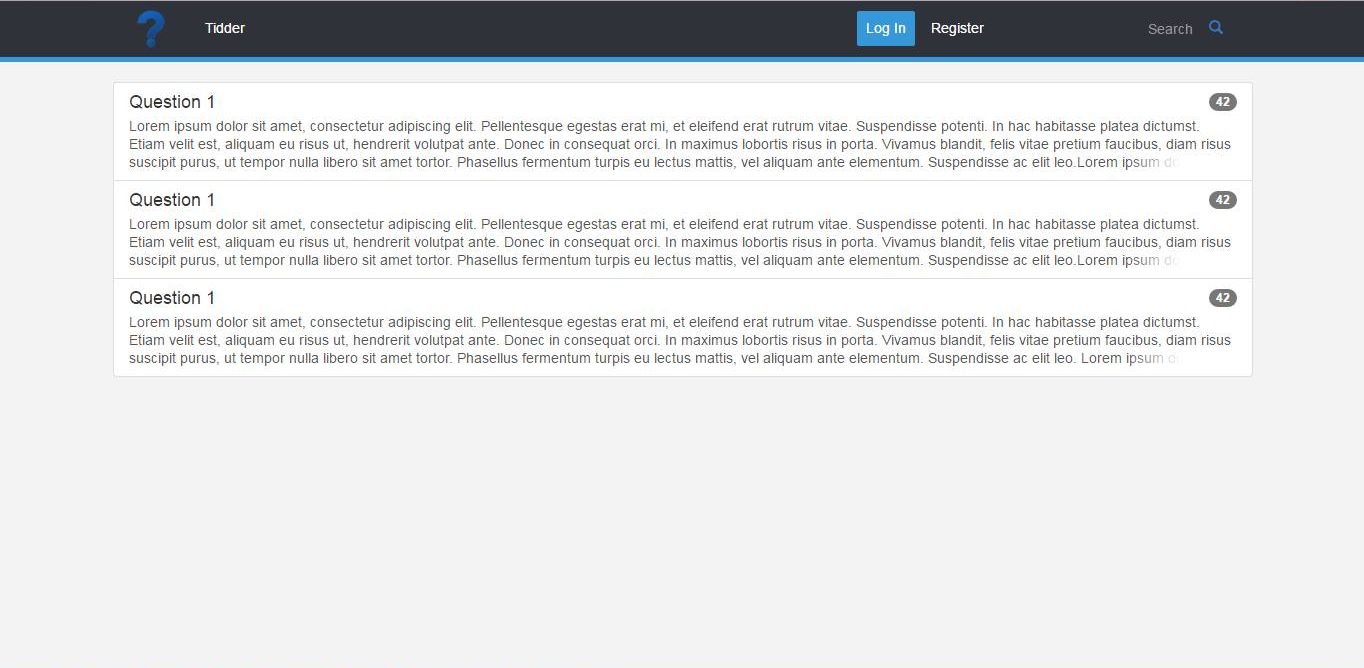 ?
Tidder
Log In
Register
Search
Question 1
42
Lorem ipsum dolor sit amet, consectetur adipiscing elit. Pellentesque egestas erat mi, et eleifend erat rutrum vitae. Suspendisse potenti. In hac habitasse platea dictumst.
Etiam velit est, aliquam eu risus ut, hendrerit volutpat ante. Donec in consequat orci. In maximus lobortis risus in porta. Vivamus blandit, felis vitae pretium faucibus, diam risus
suscipit purus, ut tempor nulla libero sit amet tortor. Phasellus fermentum turpis eu lectus mattis, vel aliquam ante elementum. Suspendisse ac elit leo.Lorem ipsum
Question 1
42
Lorem ipsum dolor sit amet, consectetur adipiscing elit. Pellentesque egestas erat mi, et eleifend erat rutrum vitae. Suspendisse potenti. In hac habitasse platea dictumst.
Etiam velit est, aliquam eu risus ut, hendrerit volutpat ante. Donec in consequat orci. In maximus lobortis risus in porta. Vivamus blandit, felis vitae pretium faucibus, diam risus
suscipit purus, ut tempor nulla libero sit amet tortor. Phasellus fermentum turpis eu lectus mattis, vel aliquam ante elementum. Suspendisse ac elit leo.Lorem ipsum
Question 1
42
Lorem ipsum dolor sit amet, consectetur adipiscing elit. Pellentesque egestas erat mi, et eleifend erat rutrum vitae. Suspendisse potenti. In hac habitasse platea dictumst.
Etiam velit est, aliquam eu risus ut, hendrerit volutpat ante. Donec in consequat orci. In maximus lobortis risus in porta. Vivamus blandit, felis vitae pretium faucibus, diam risus
suscipit purus, ut tempor nulla libero sit amet tortor. Phasellus fermentum turpis eu lectus mattis, vel aliquam ante elementum. Suspendisse ac elit leo. Lorem ipsum